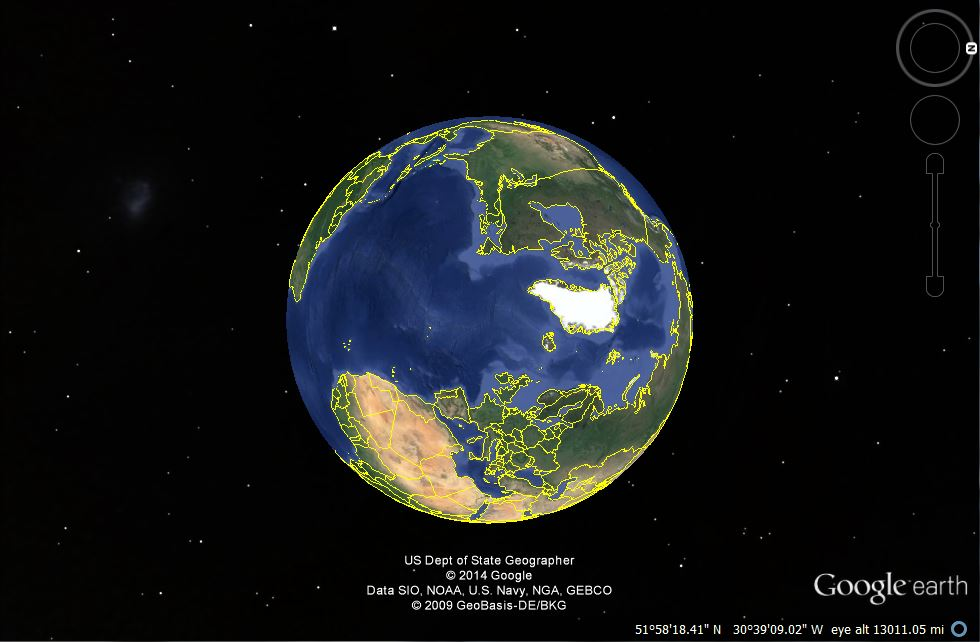 N
US Dept of State Geographer
© 2014 Google
Data SIO, NOAA, U.S. Navy, NGA, GEBCO
© 2009 GeoBasis-DE/BKG
Google earth
51°58'18.41" N 30°39'09.02" W eye alt 13011.05 mi